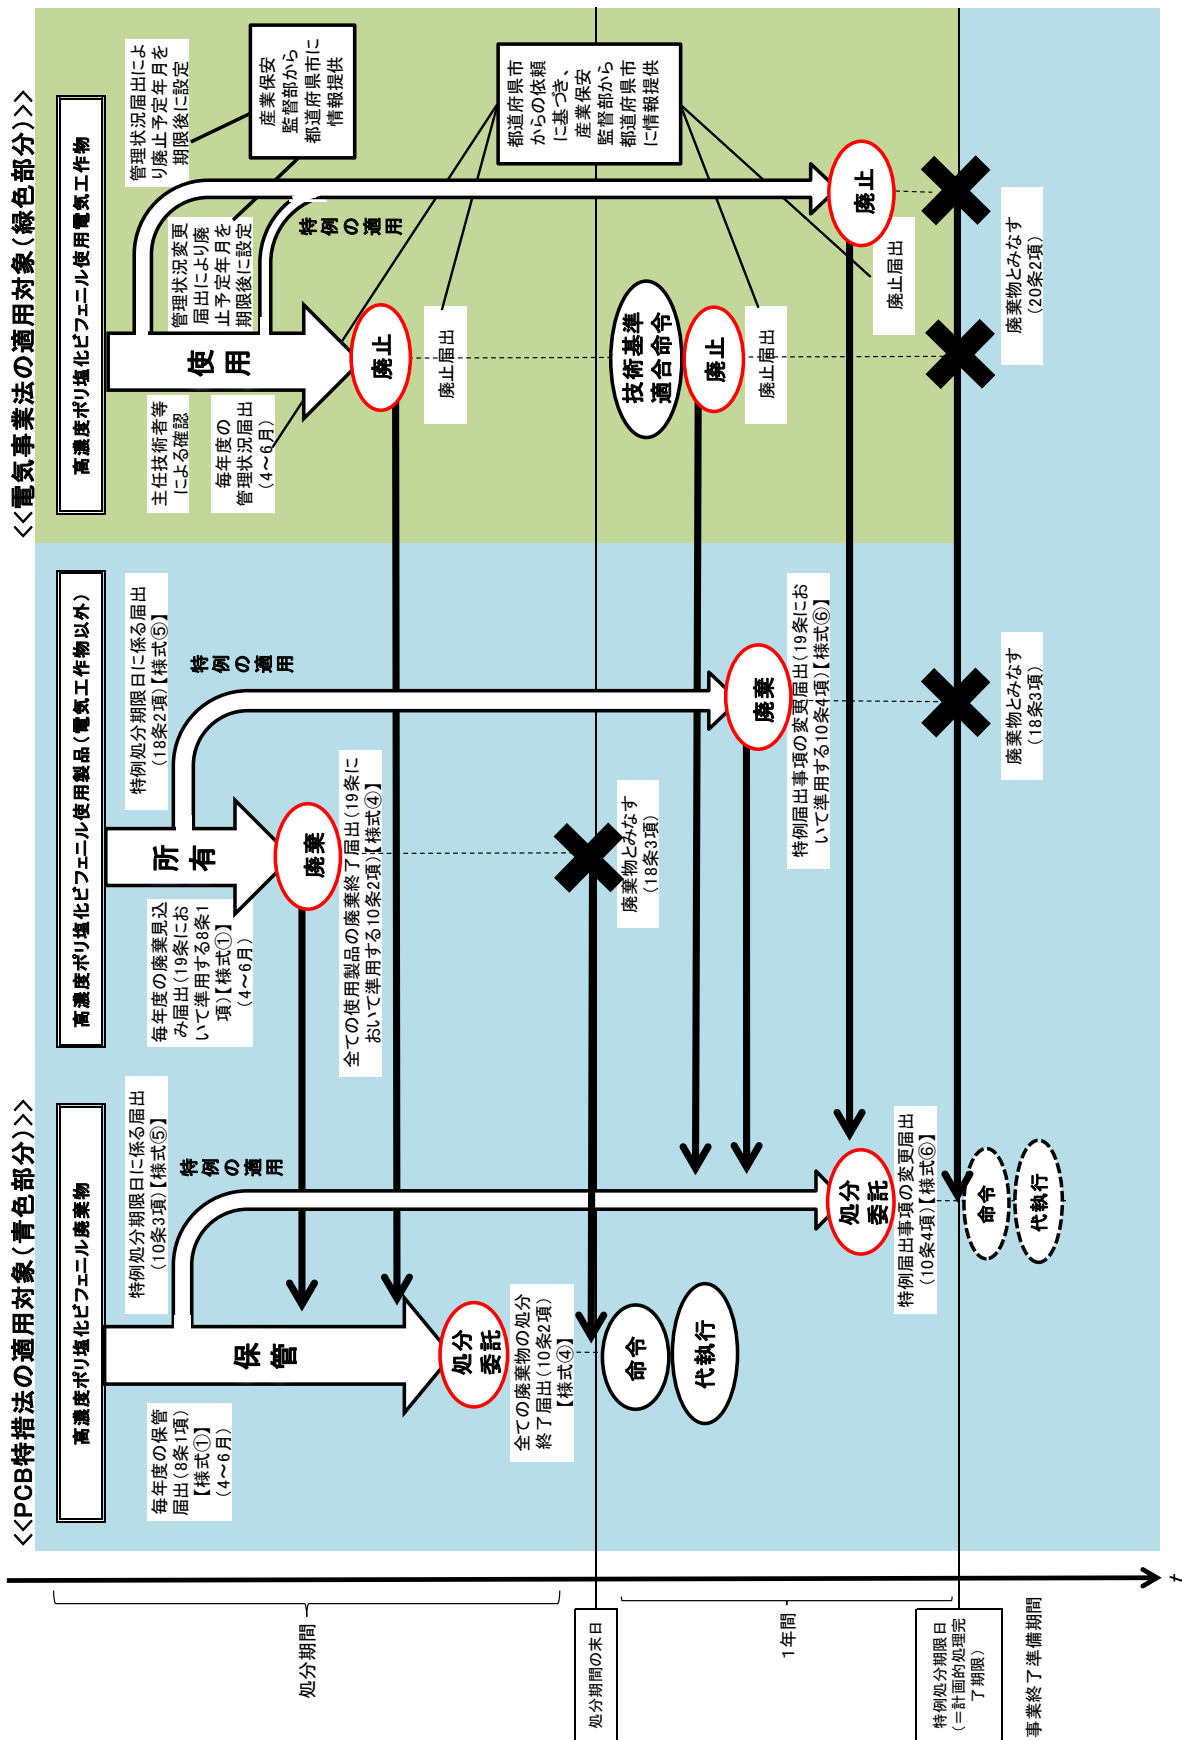 <<PCB特措法の適用対象(青色部分)>>
<<電気事業法の適用対象(緑色部分)>>
高濃度ポリ塩化ビフェニル廃棄物
高濃度ポリ塩化ビフェニル使用製品(電気工作物以外)
高濃度ポリ塩化ビフェニル使用電気工作物
毎年度の保管
届出(8条1項)
【様式①】
(4～6月)
保管
特例処分期限日に係る届出
(10条3項)【様式⑤】
特例の適用
処分
委託
全ての廃棄物の処分
終了届出(10条2項)
【様式④】
命令
代執行
処分
委託
特例届出事項の変更届出
(10条4項)【様式⑥】
命令
代執行
毎年度の廃棄見込
み届出(19条にお
いて準用する8条1
項)【様式①】
(4～6月)
所有
特例処分期限日に係る届出
(18条2項)【様式⑤】
特例の適用
廃棄
全ての使用製品の廃棄終了届出(19条に
おいて準用する10条2項)【様式④】
廃棄物とみなす
(18条3項)
廃棄
特例届出事項の変更届出(19条にお
いて準用する10条4項)【様式⑥】
廃棄物とみなす
(18条3項)
主任技術者等
による確認
毎年度の
管理状況届出
(4～6月)
使用
管理状況届出によ
り廃止予定年月を
期限後に設定
管理状況変更
届出により廃
止予定年月を
期限後に設定
特例の適用
産業保安
監督部から
都道府県市に
情報提供
都道府県市
からの依頼
に基づき、
産業保安
監督部から
都道府県市
に情報提供
廃止
廃止届出
技術基準
適合命令
廃止
廃止届出
廃止
廃止届出
廃棄物とみなす
(20条2項)
処分期間
処分期間の末日
1年間
特例処分期限日
(＝計画的処理完
了期限)
事業終了準備期間
t